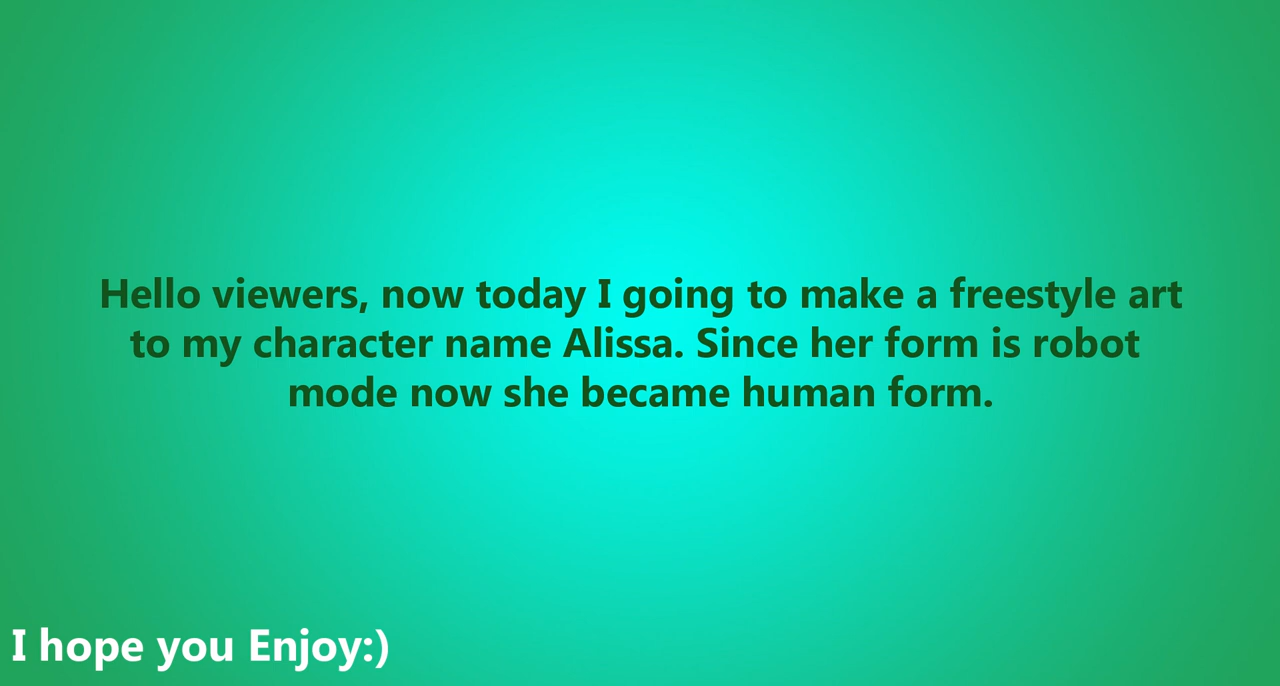 Hello viewers, now today I going to make a freestyle art
to my character name Alissa. Since her form is robot
mode now she became human form.
I hope you Enjoy:)